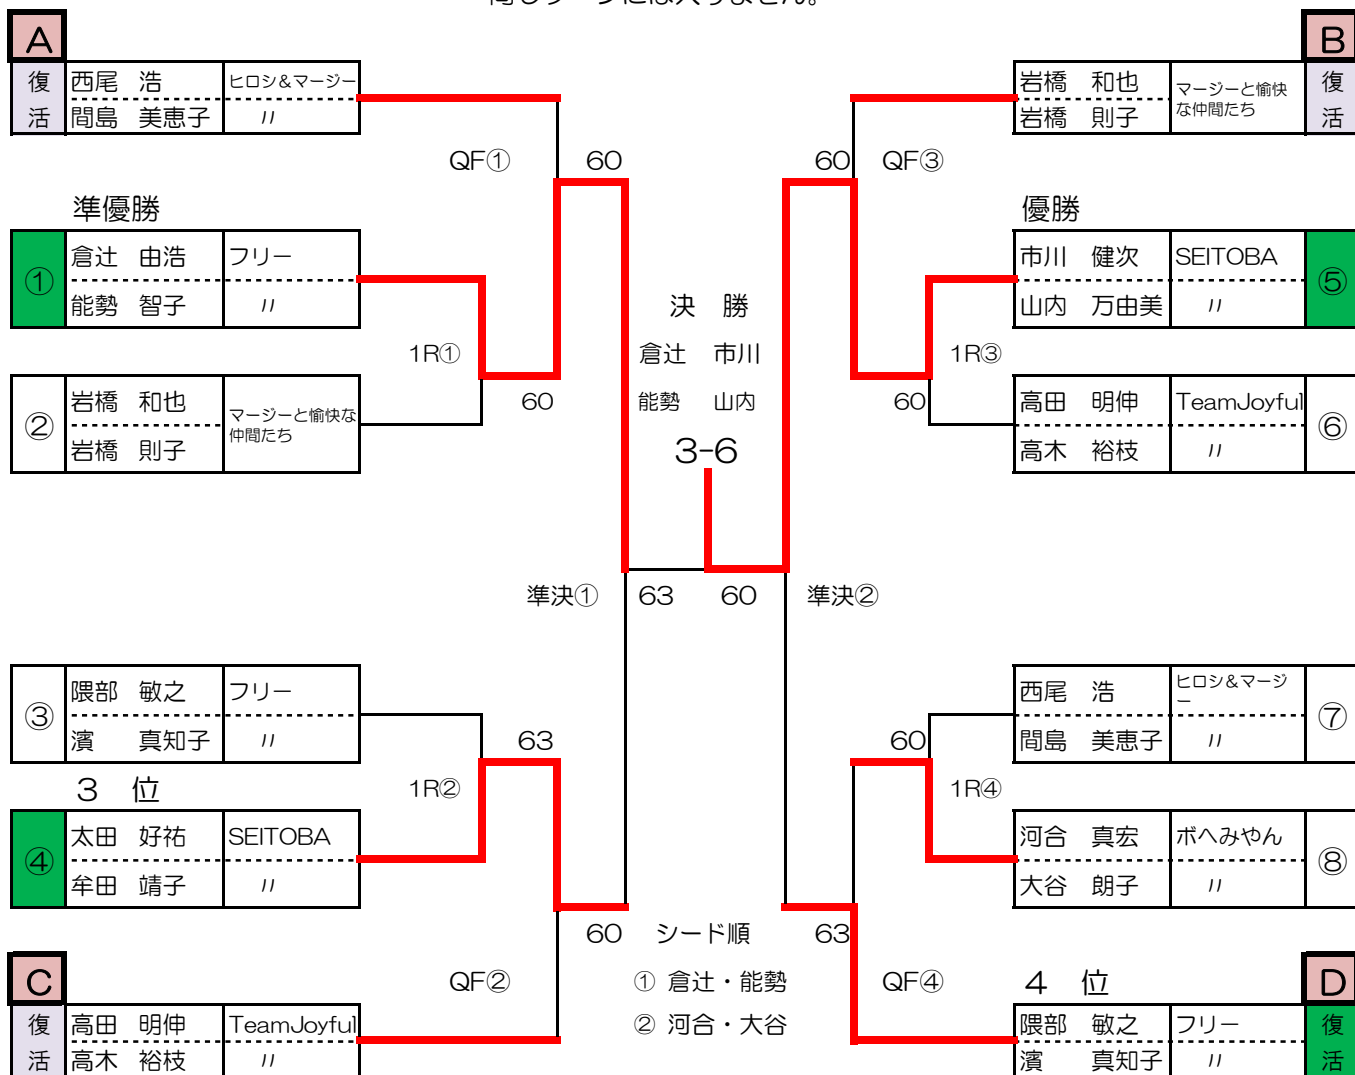 A
復活
西尾 浩 ヒロシ&マージー
間島 美恵子 〃
QF① 60
準優勝
① 倉辻 由浩 フリー
能勢 智子 〃
1R① 60
② 岩橋 和也 マージーと愉快な
仲間たち
岩橋 則子
③ 隈部 敏之 フリー
濱 真知子 〃
63
1R②
3 位
④ 太田 好祐 SEITOBA
牟田 靖子 〃
60
QF②
C
復活
高田 明伸 TeamJoyful
高木 裕枝 〃
決 勝
倉辻 市川
能勢 山内
3-6
準決① 63 60 準決②
シード順
① 倉辻・能勢
② 河合・大谷
B
復活
岩橋 和也 マージーと愉快
な仲間たち
岩橋 則子
60 QF③
優勝
市川 健次 SEITOBA ⑤
山内 万由美 〃
1R③
60
高田 明伸 TeamJoyful ⑥
高木 裕枝 〃
西尾 浩 ヒロシ&マージ
ー ⑦
間島 美恵子 〃
60
1R④
河合 真宏 ボヘみやん ⑧
大谷 朗子 〃
63
QF④
4 位
D
復活
隈部 敏之 フリー
濱 真知子 〃